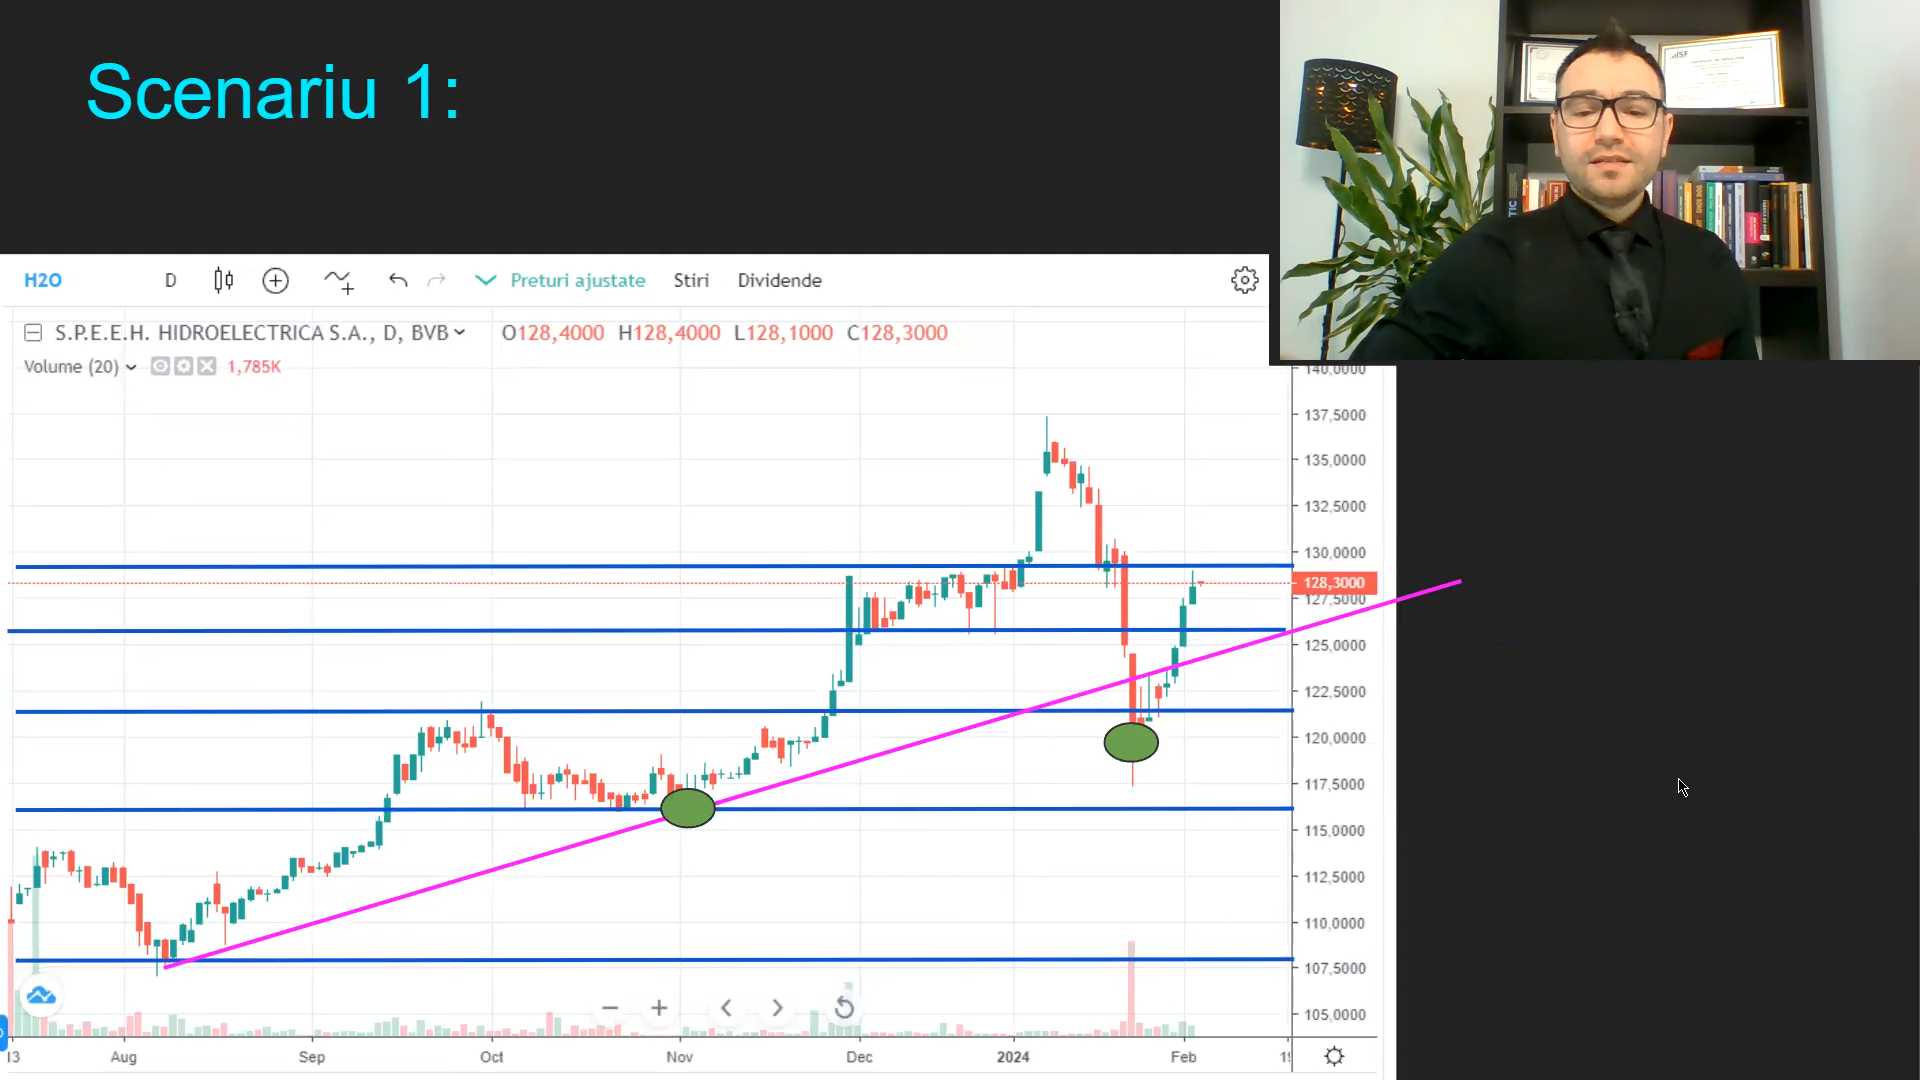 Scenariu 1:
iSF
H2O D Preturi ajustate Stiri Dividende
S.P.E.E.H. HIDROELECTRICA S.A., D, BVB O128,4000 H128,4000 L128,1000 C128,3000
Volume (20) 1,785K
140,0000
137,5000
135,0000
132,5000
130,0000
128,3000
127,5000
125,0000
122,5000
120,0000
117,5000
115,0000
112,5000
110,0000
107,5000
105,0000
13 Aug Sep Oct Nov Dec 2024 Feb